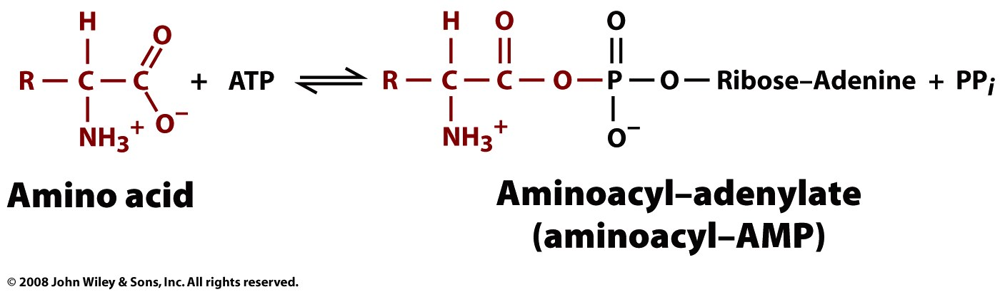 H O H O O
R — C — C + ATP ⇌ R — C — C — O — P — O — Ribose–Adenine + PPi
NH3+ O− NH3+ O−
Amino acid Aminoacyl–adenylate
(aminoacyl–AMP)
© 2008 John Wiley & Sons, Inc. All rights reserved.